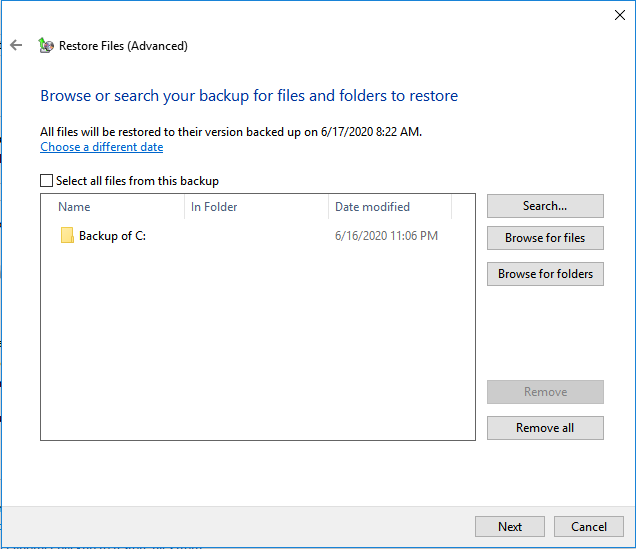 Restore Files (Advanced)
Browse or search your backup for files and folders to restore
All files will be restored to their version backed up on 6/17/2020 8:22 AM.
Choose a different date
Select all files from this backup
Name In Folder Date modified
Search...
Backup of C: 6/16/2020 11:06 PM
Browse for files
Browse for folders
Remove
Remove all
Next Cancel